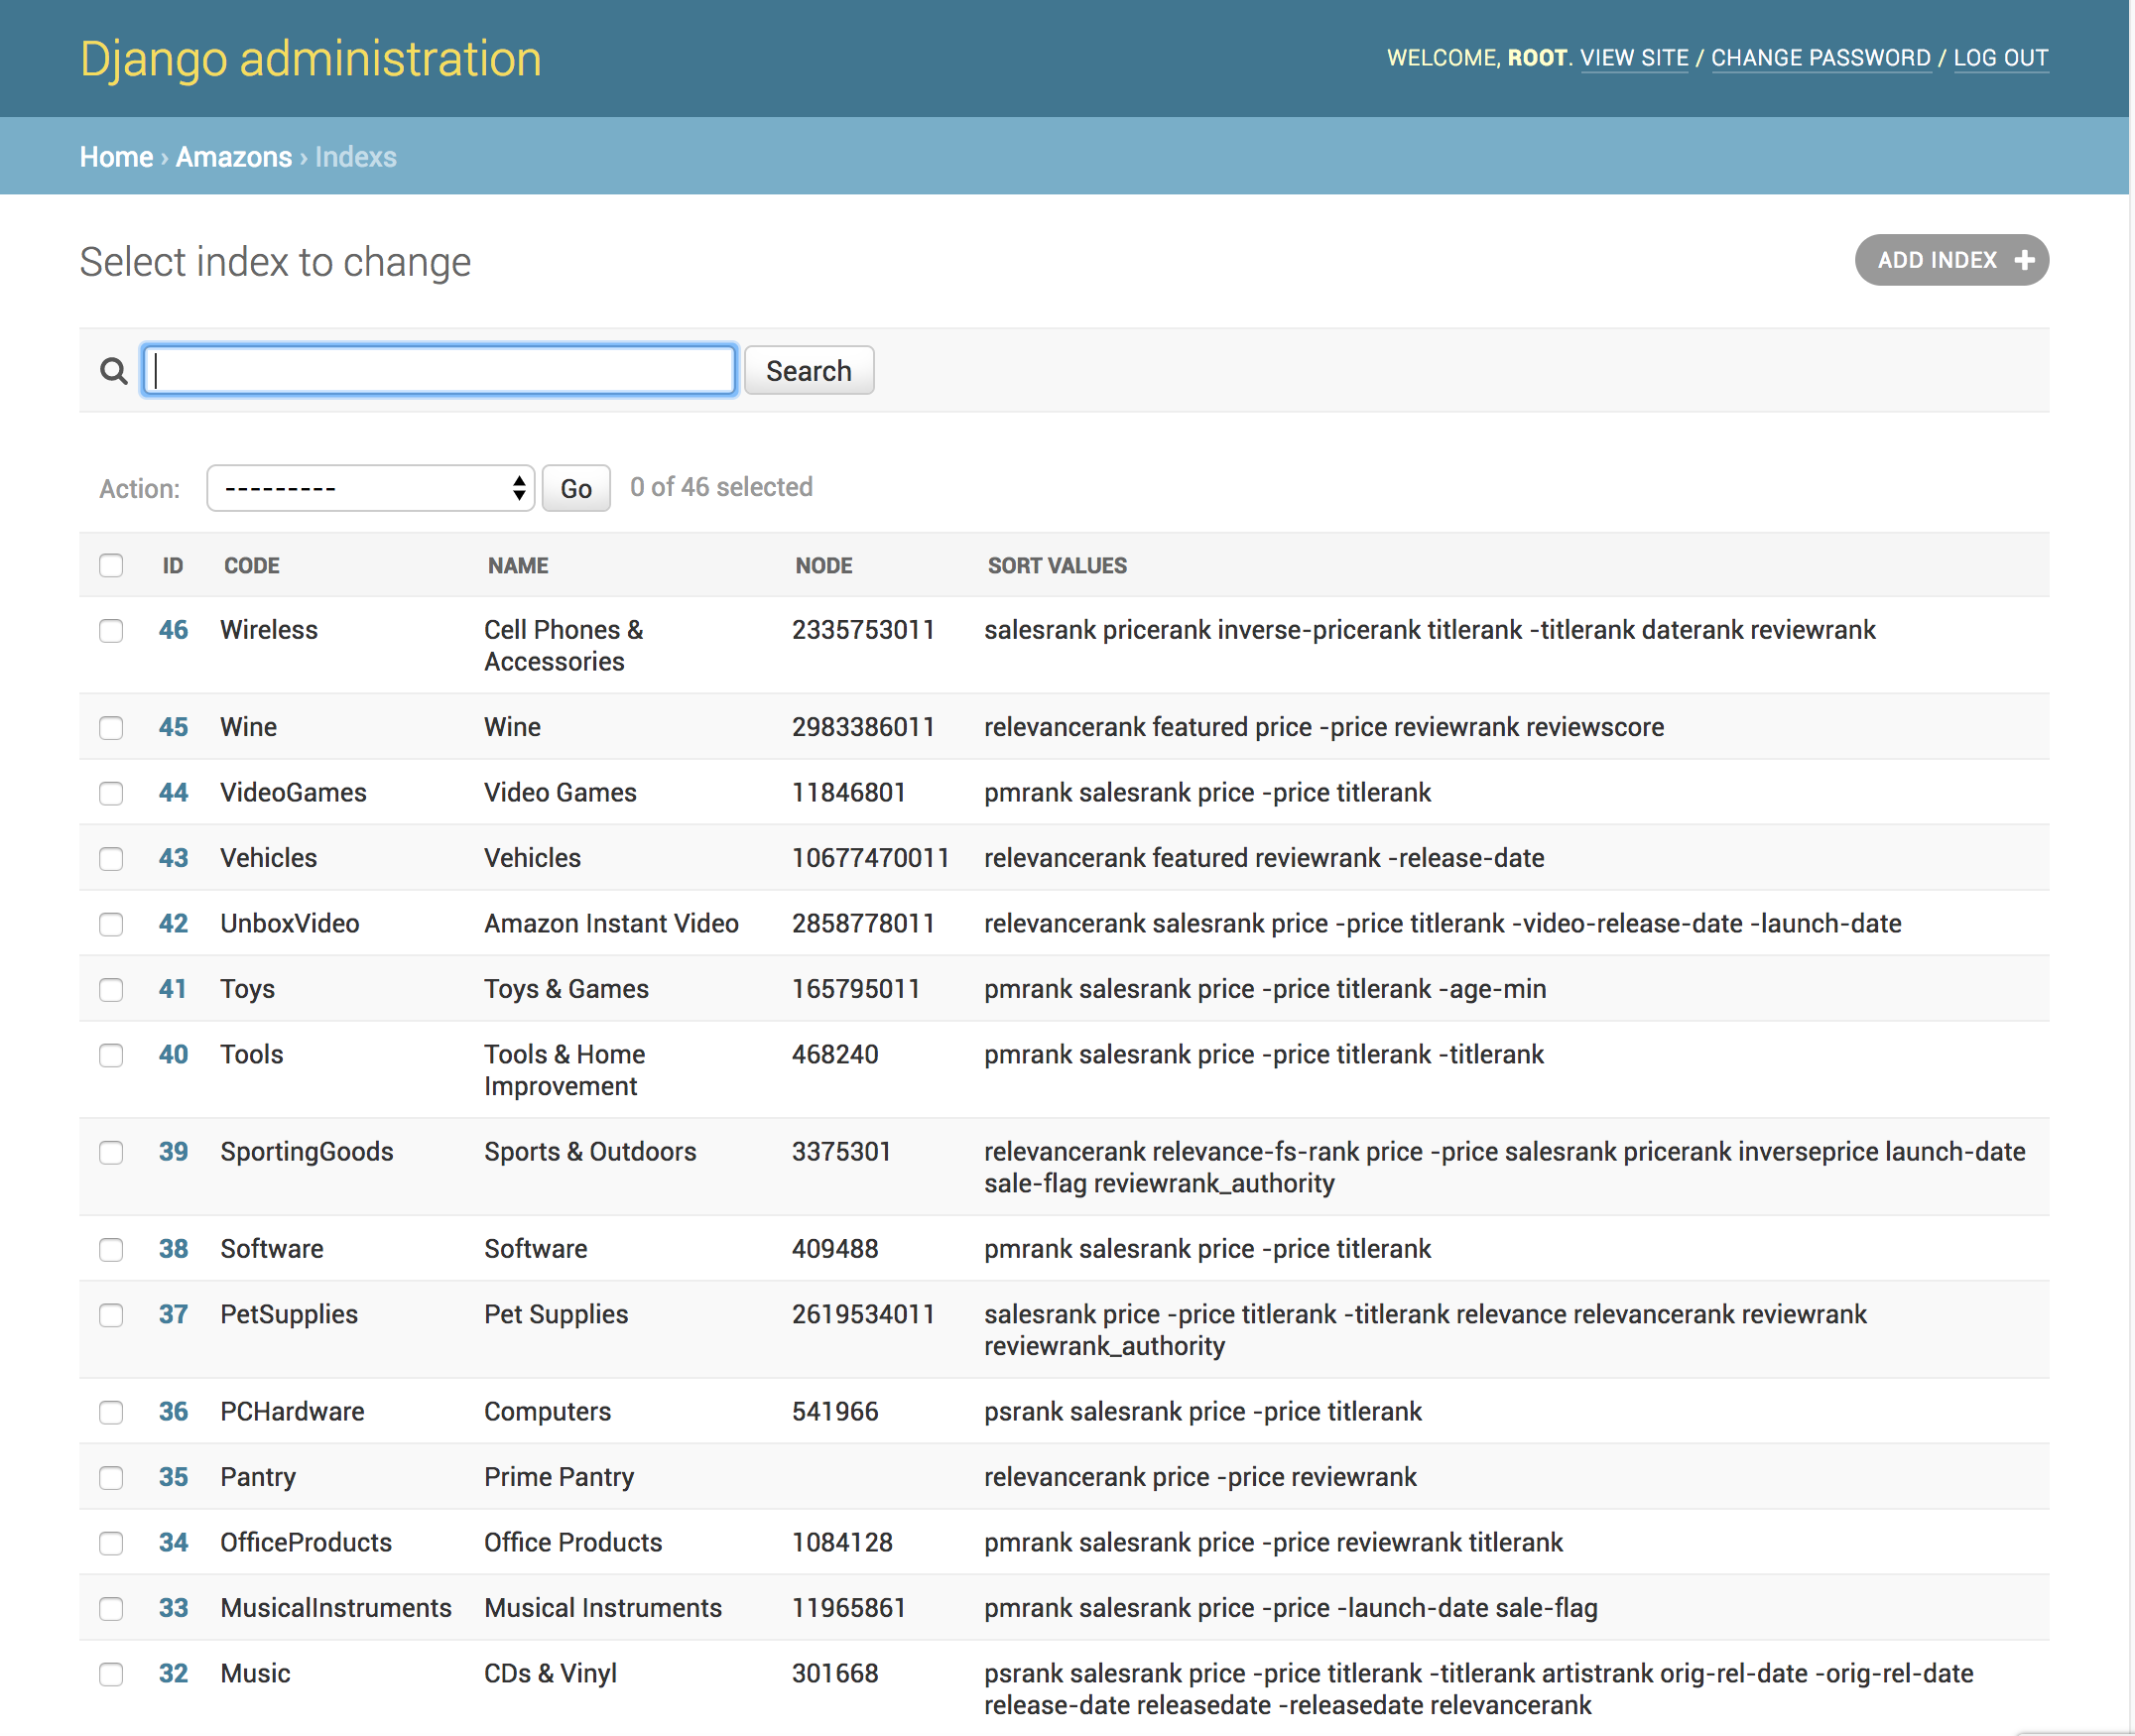 Django administration
WELCOME, ROOT. VIEW SITE / CHANGE PASSWORD / LOG OUT
Home › Amazons › Indexs
Select index to change
ADD INDEX +
Search
Action: --------- Go 0 of 46 selected
ID CODE NAME NODE SORT VALUES
46 Wireless Cell Phones & 2335753011 salesrank pricerank inverse-pricerank titlerank -titlerank daterank reviewrank
Accessories
45 Wine Wine 2983386011 relevancerank featured price -price reviewrank reviewscore
44 VideoGames Video Games 11846801 pmrank salesrank price -price titlerank
43 Vehicles Vehicles 10677470011 relevancerank featured reviewrank -release-date
42 UnboxVideo Amazon Instant Video 2858778011 relevancerank salesrank price -price titlerank -video-release-date -launch-date
41 Toys Toys & Games 165795011 pmrank salesrank price -price titlerank -age-min
40 Tools Tools & Home 468240 pmrank salesrank price -price titlerank -titlerank
Improvement
39 SportingGoods Sports & Outdoors 3375301 relevancerank relevance-fs-rank price -price salesrank pricerank inverseprice launch-date
sale-flag reviewrank_authority
38 Software Software 409488 pmrank salesrank price -price titlerank
37 PetSupplies Pet Supplies 2619534011 salesrank price -price titlerank -titlerank relevance relevancerank reviewrank
reviewrank_authority
36 PCHardware Computers 541966 psrank salesrank price -price titlerank
35 Pantry Prime Pantry relevancerank price -price reviewrank
34 OfficeProducts Office Products 1084128 pmrank salesrank price -price reviewrank titlerank
33 MusicalInstruments Musical Instruments 11965861 pmrank salesrank price -price -launch-date sale-flag
32 Music CDs & Vinyl 301668 psrank salesrank price -price titlerank -titlerank artistrank orig-rel-date -orig-rel-date
release-date releasedate -releasedate relevancerank